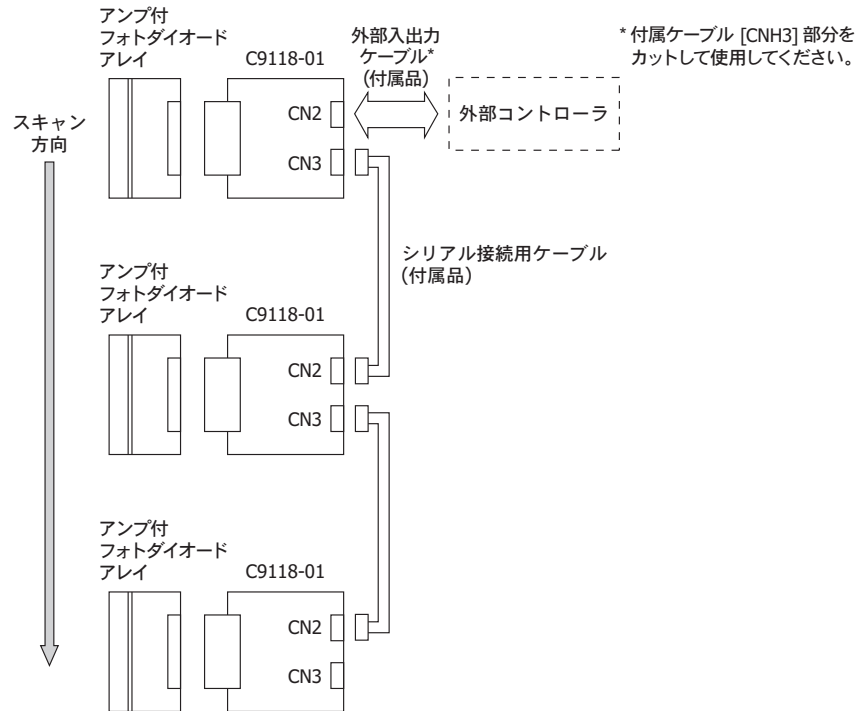 アンプ付
フォトダイオード
アレイ
C9118-01
外部入出力
ケーブル*
(付属品)
* 付属ケーブル [CNH3] 部分を
カットして使用してください。
スキャン
方向
CN2
外部コントローラ
CN3
シリアル接続用ケーブル
(付属品)
アンプ付
フォトダイオード
アレイ
C9118-01
CN2
CN3
アンプ付
フォトダイオード
アレイ
C9118-01
CN2
CN3